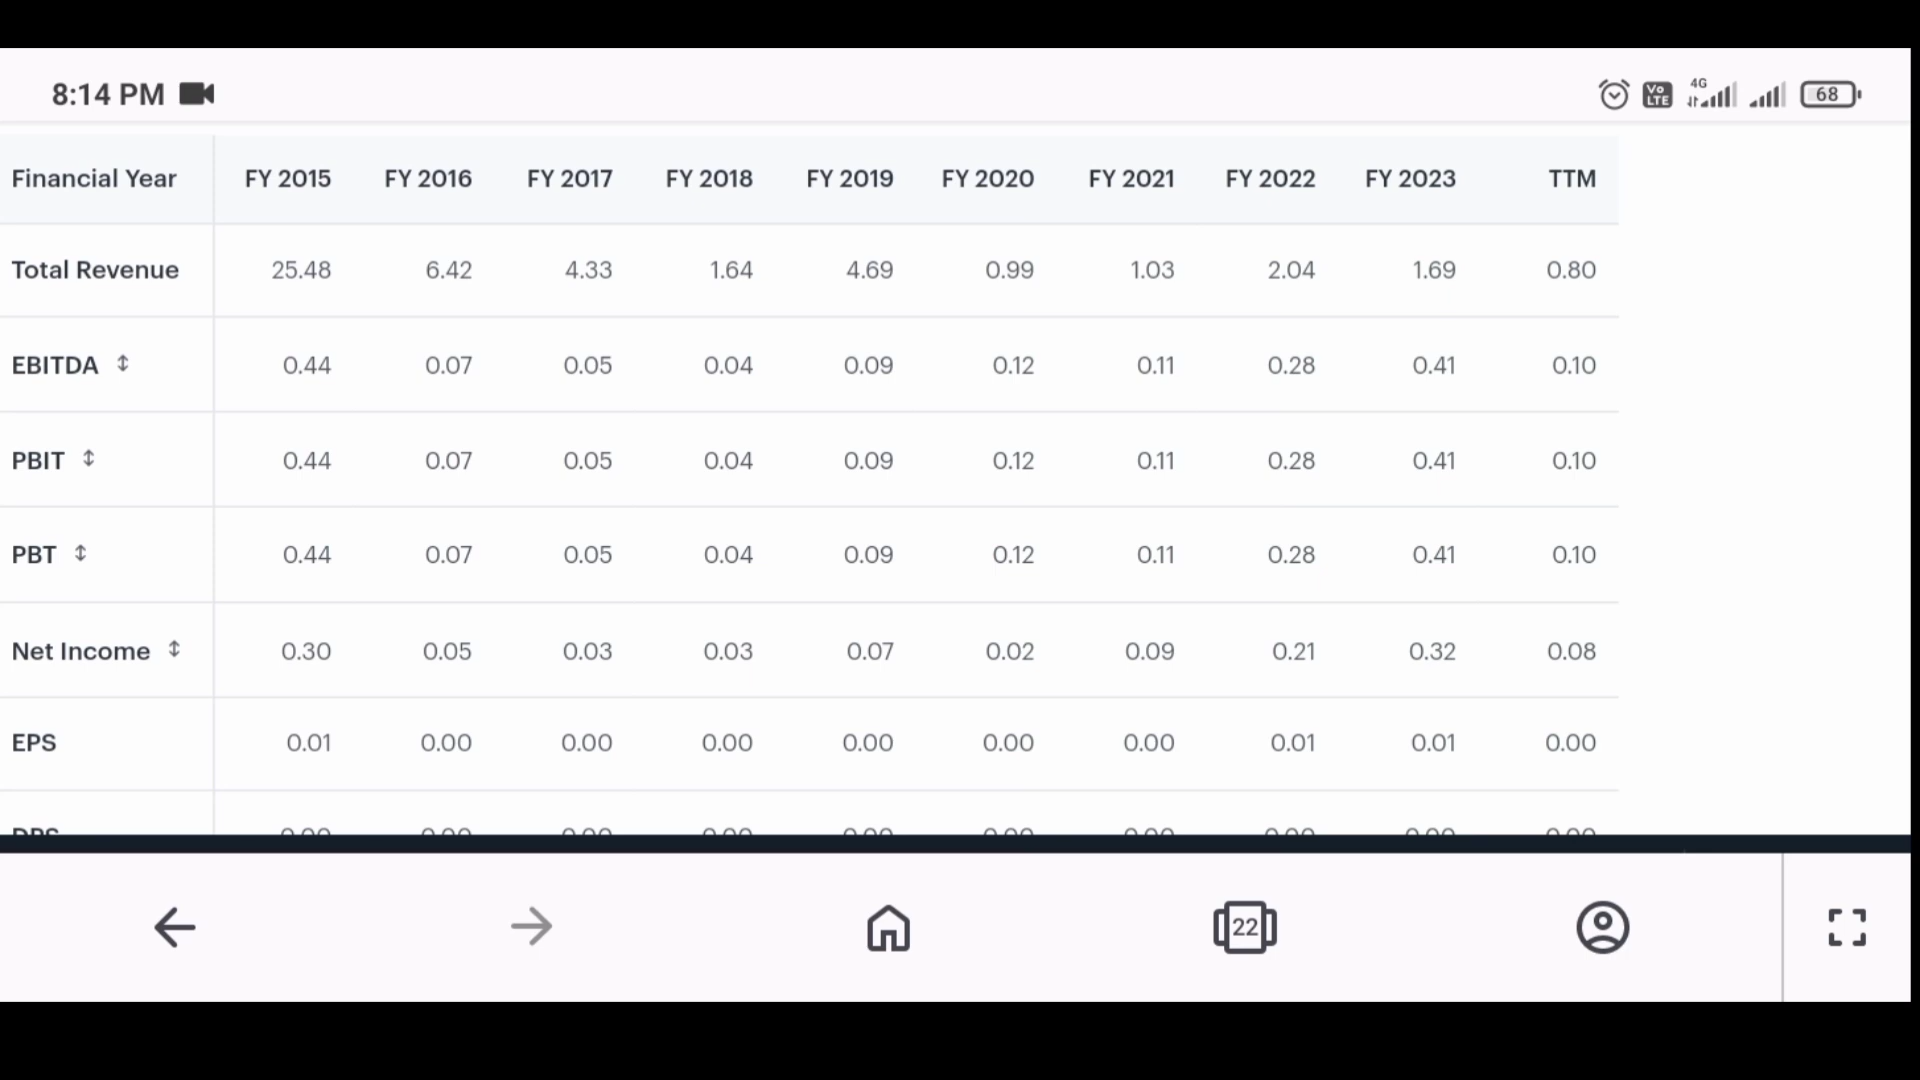 8:14 PM VoLTE 4G 68
Financial Year FY 2015 FY 2016 FY 2017 FY 2018 FY 2019 FY 2020 FY 2021 FY 2022 FY 2023 TTM
Total Revenue 25.48 6.42 4.33 1.64 4.69 0.99 1.03 2.04 1.69 0.80
EBITDA 0.44 0.07 0.05 0.04 0.09 0.12 0.11 0.28 0.41 0.10
PBIT 0.44 0.07 0.05 0.04 0.09 0.12 0.11 0.28 0.41 0.10
PBT 0.44 0.07 0.05 0.04 0.09 0.12 0.11 0.28 0.41 0.10
Net Income 0.30 0.05 0.03 0.03 0.07 0.02 0.09 0.21 0.32 0.08
EPS 0.01 0.00 0.00 0.00 0.00 0.00 0.00 0.01 0.01 0.00
22